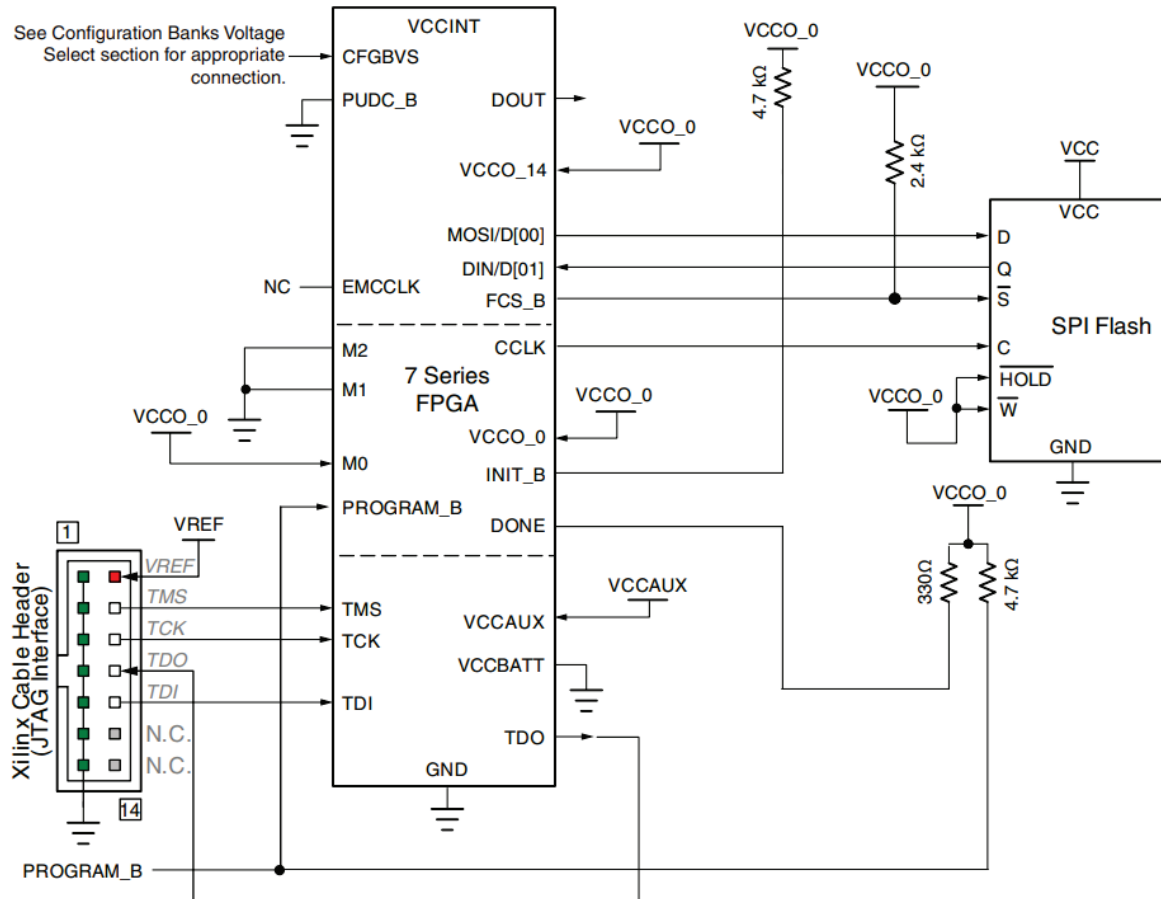 See Configuration Banks Voltage
Select section for appropriate
connection.
VCCINT
CFGBVS
PUDC_B
DOUT
VCCO_0
VCCO_14
VCCO_0
4.7 kΩ
VCCO_0
2.4 kΩ
VCC
VCC
MOSI/D[00]
D
DIN/D[01]
Q
NC
EMCCLK
FCS_B
S
SPI Flash
M2
CCLK
C
M1
7 Series
FPGA
HOLD
VCCO_0
VCCO_0
VCCO_0
W
VCCO_0
M0
INIT_B
GND
PROGRAM_B
DONE
VCCO_0
330Ω
4.7 kΩ
1
VREF
VREF
TMS
TCK
TDO
TDI
N.C.
N.C.
14
Xilinx Cable Header
(JTAG Interface)
TMS
TCK
TDI
VCCAUX
VCCAUX
VCCBATT
TDO
GND
PROGRAM_B